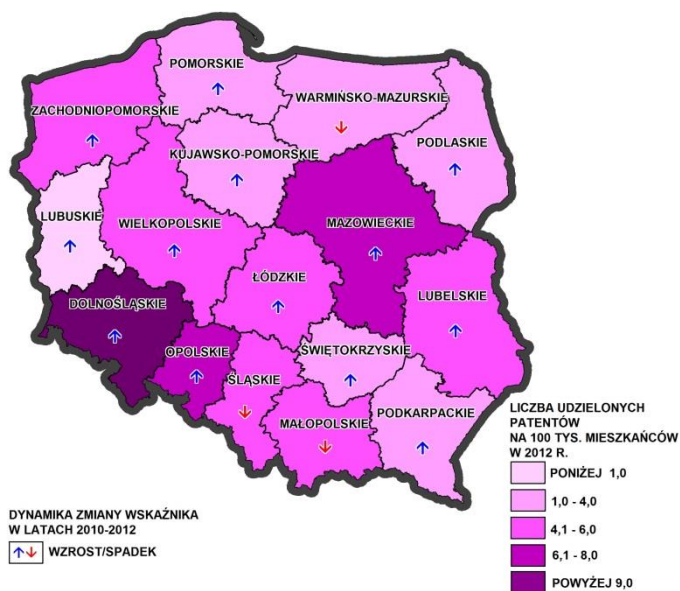 POMORSKIE
WARMIŃSKO-MAZURSKIE
ZACHODNIOPOMORSKIE
PODLASKIE
KUJAWSKO-POMORSKIE
LUBUSKIE
WIELKOPOLSKIE
MAZOWIECKIE
ŁÓDZKIE
LUBELSKIE
DOLNOŚLĄSKIE
OPOLSKIE
ŚWIĘTOKRZYSKIE
ŚLĄSKIE
MAŁOPOLSKIE
PODKARPACKIE
LICZBA UDZIELONYCH
PATENTÓW
NA 100 TYS. MIESZKAŃCÓW
W 2012 R.
PONIŻEJ 1,0
1,0 - 4,0
4,1 - 6,0
6,1 - 8,0
POWYŻEJ 9,0
DYNAMIKA ZMIANY WSKAŹNIKA
W LATACH 2010-2012
WZROST/SPADEK